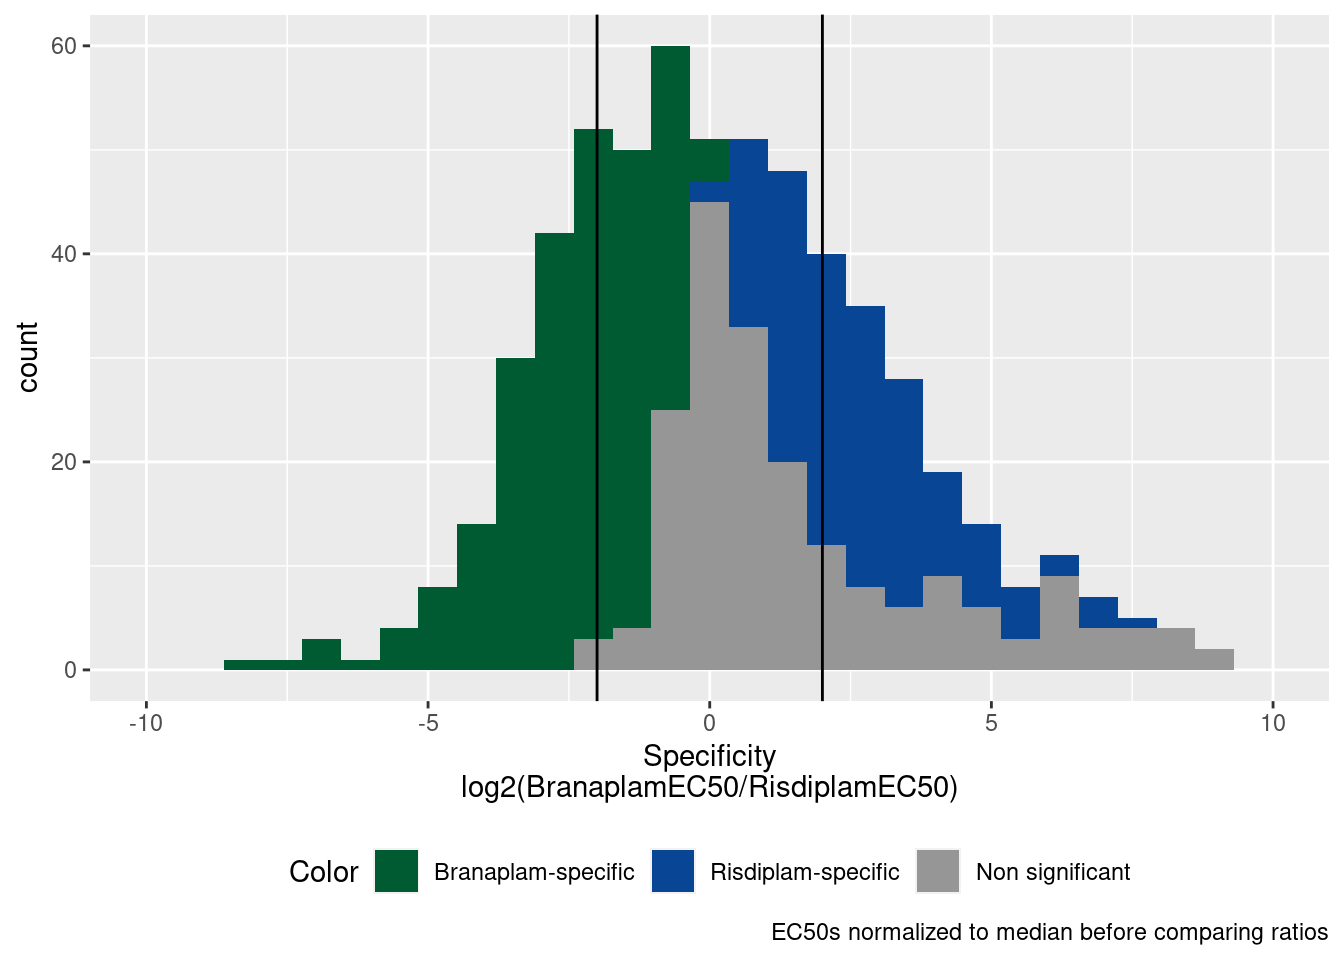 60
40
20
0
count
-10 -5 0 5 10
Specificity
log2(BranaplamEC50/RisdiplamEC50)
Color Branaplam-specific Risdiplam-specific Non significant
EC50s normalized to median before comparing ratios